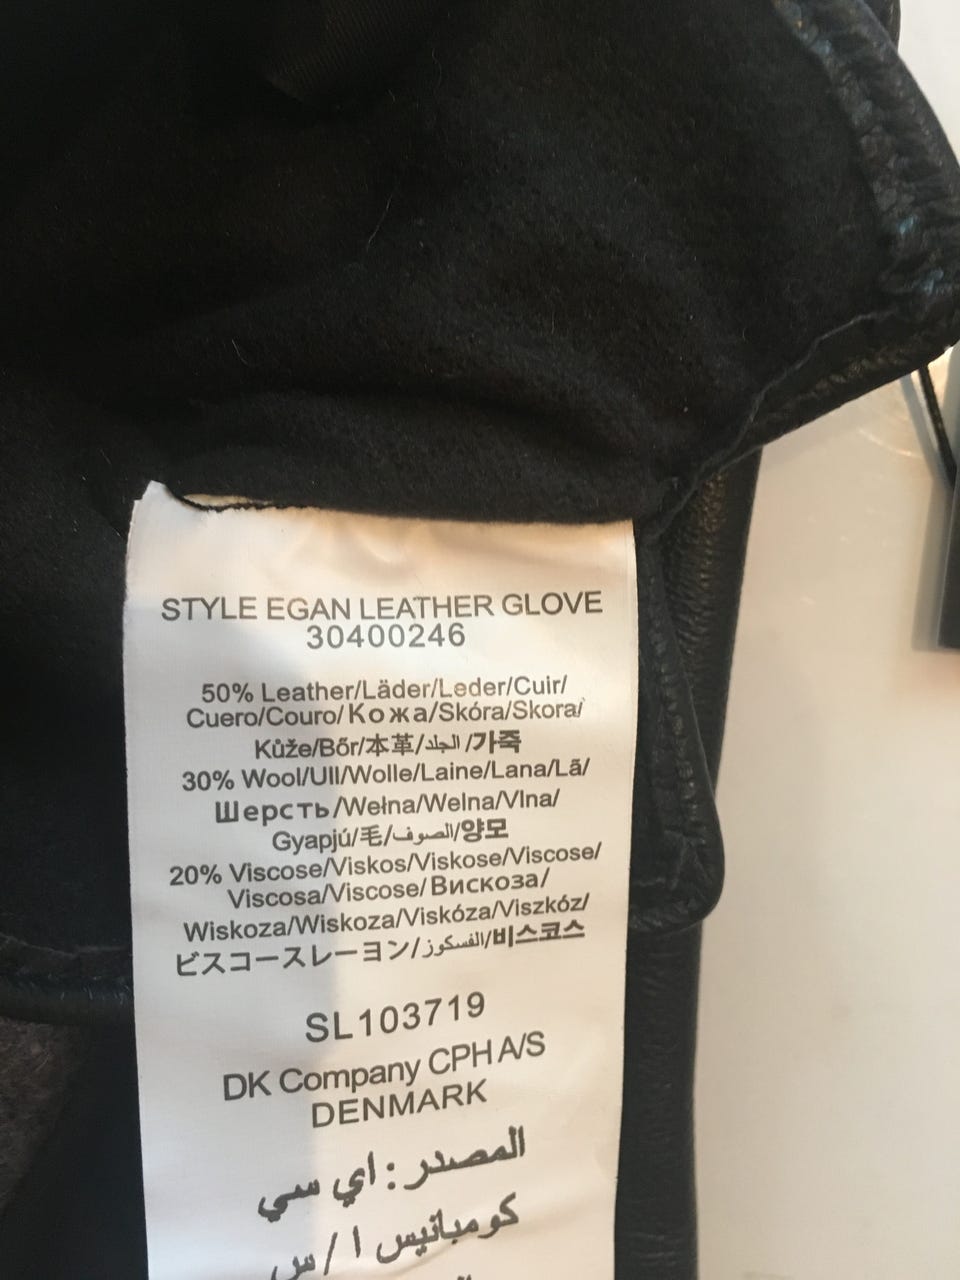 STYLE EGAN LEATHER GLOVE
30400246
50% Leather/Läder/Leder/Cuir/
Cuero/Couro/Кожа/Skóra/Skora/
Kůže/Bőr/本革/الجلد/가죽
30% Wool/Ull/Wolle/Laine/Lana/Lã/
Шерсть/Wełna/Welna/Vlna/
Gyapjú/毛/الصوف/양모
20% Viscose/Viskos/Viskose/Viscose/
Viscosa/Viscose/Вискоза/
Wiskoza/Wiskoza/Viskóza/Viszkóz/
ビスコースレーヨン/الفسكوز/비스코스
SL103719
DK Company CPH A/S
DENMARK
المصدر : اي سي
كومبانيس ا / س